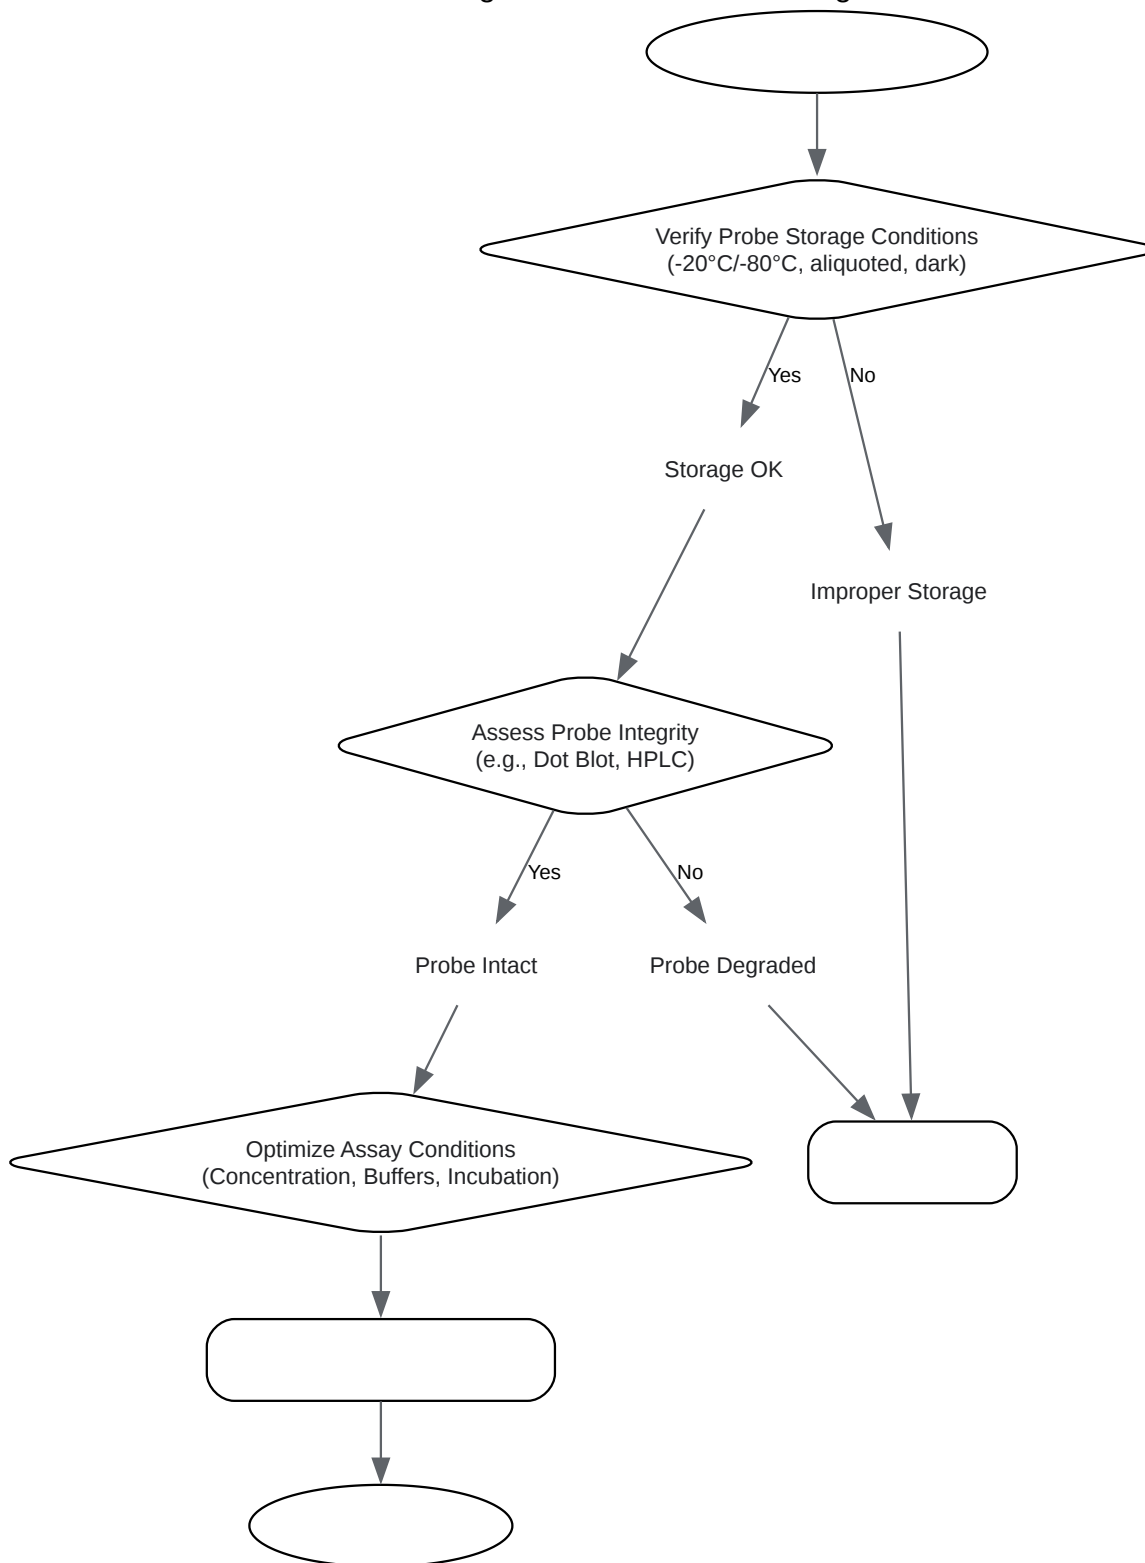 Verify Probe Storage Conditions
(-20°C/-80°C, aliquoted, dark)
Yes
No
Storage OK
Improper Storage
Assess Probe Integrity
(e.g., Dot Blot, HPLC)
Yes
No
Probe Intact
Probe Degraded
Optimize Assay Conditions
(Concentration, Buffers, Incubation)